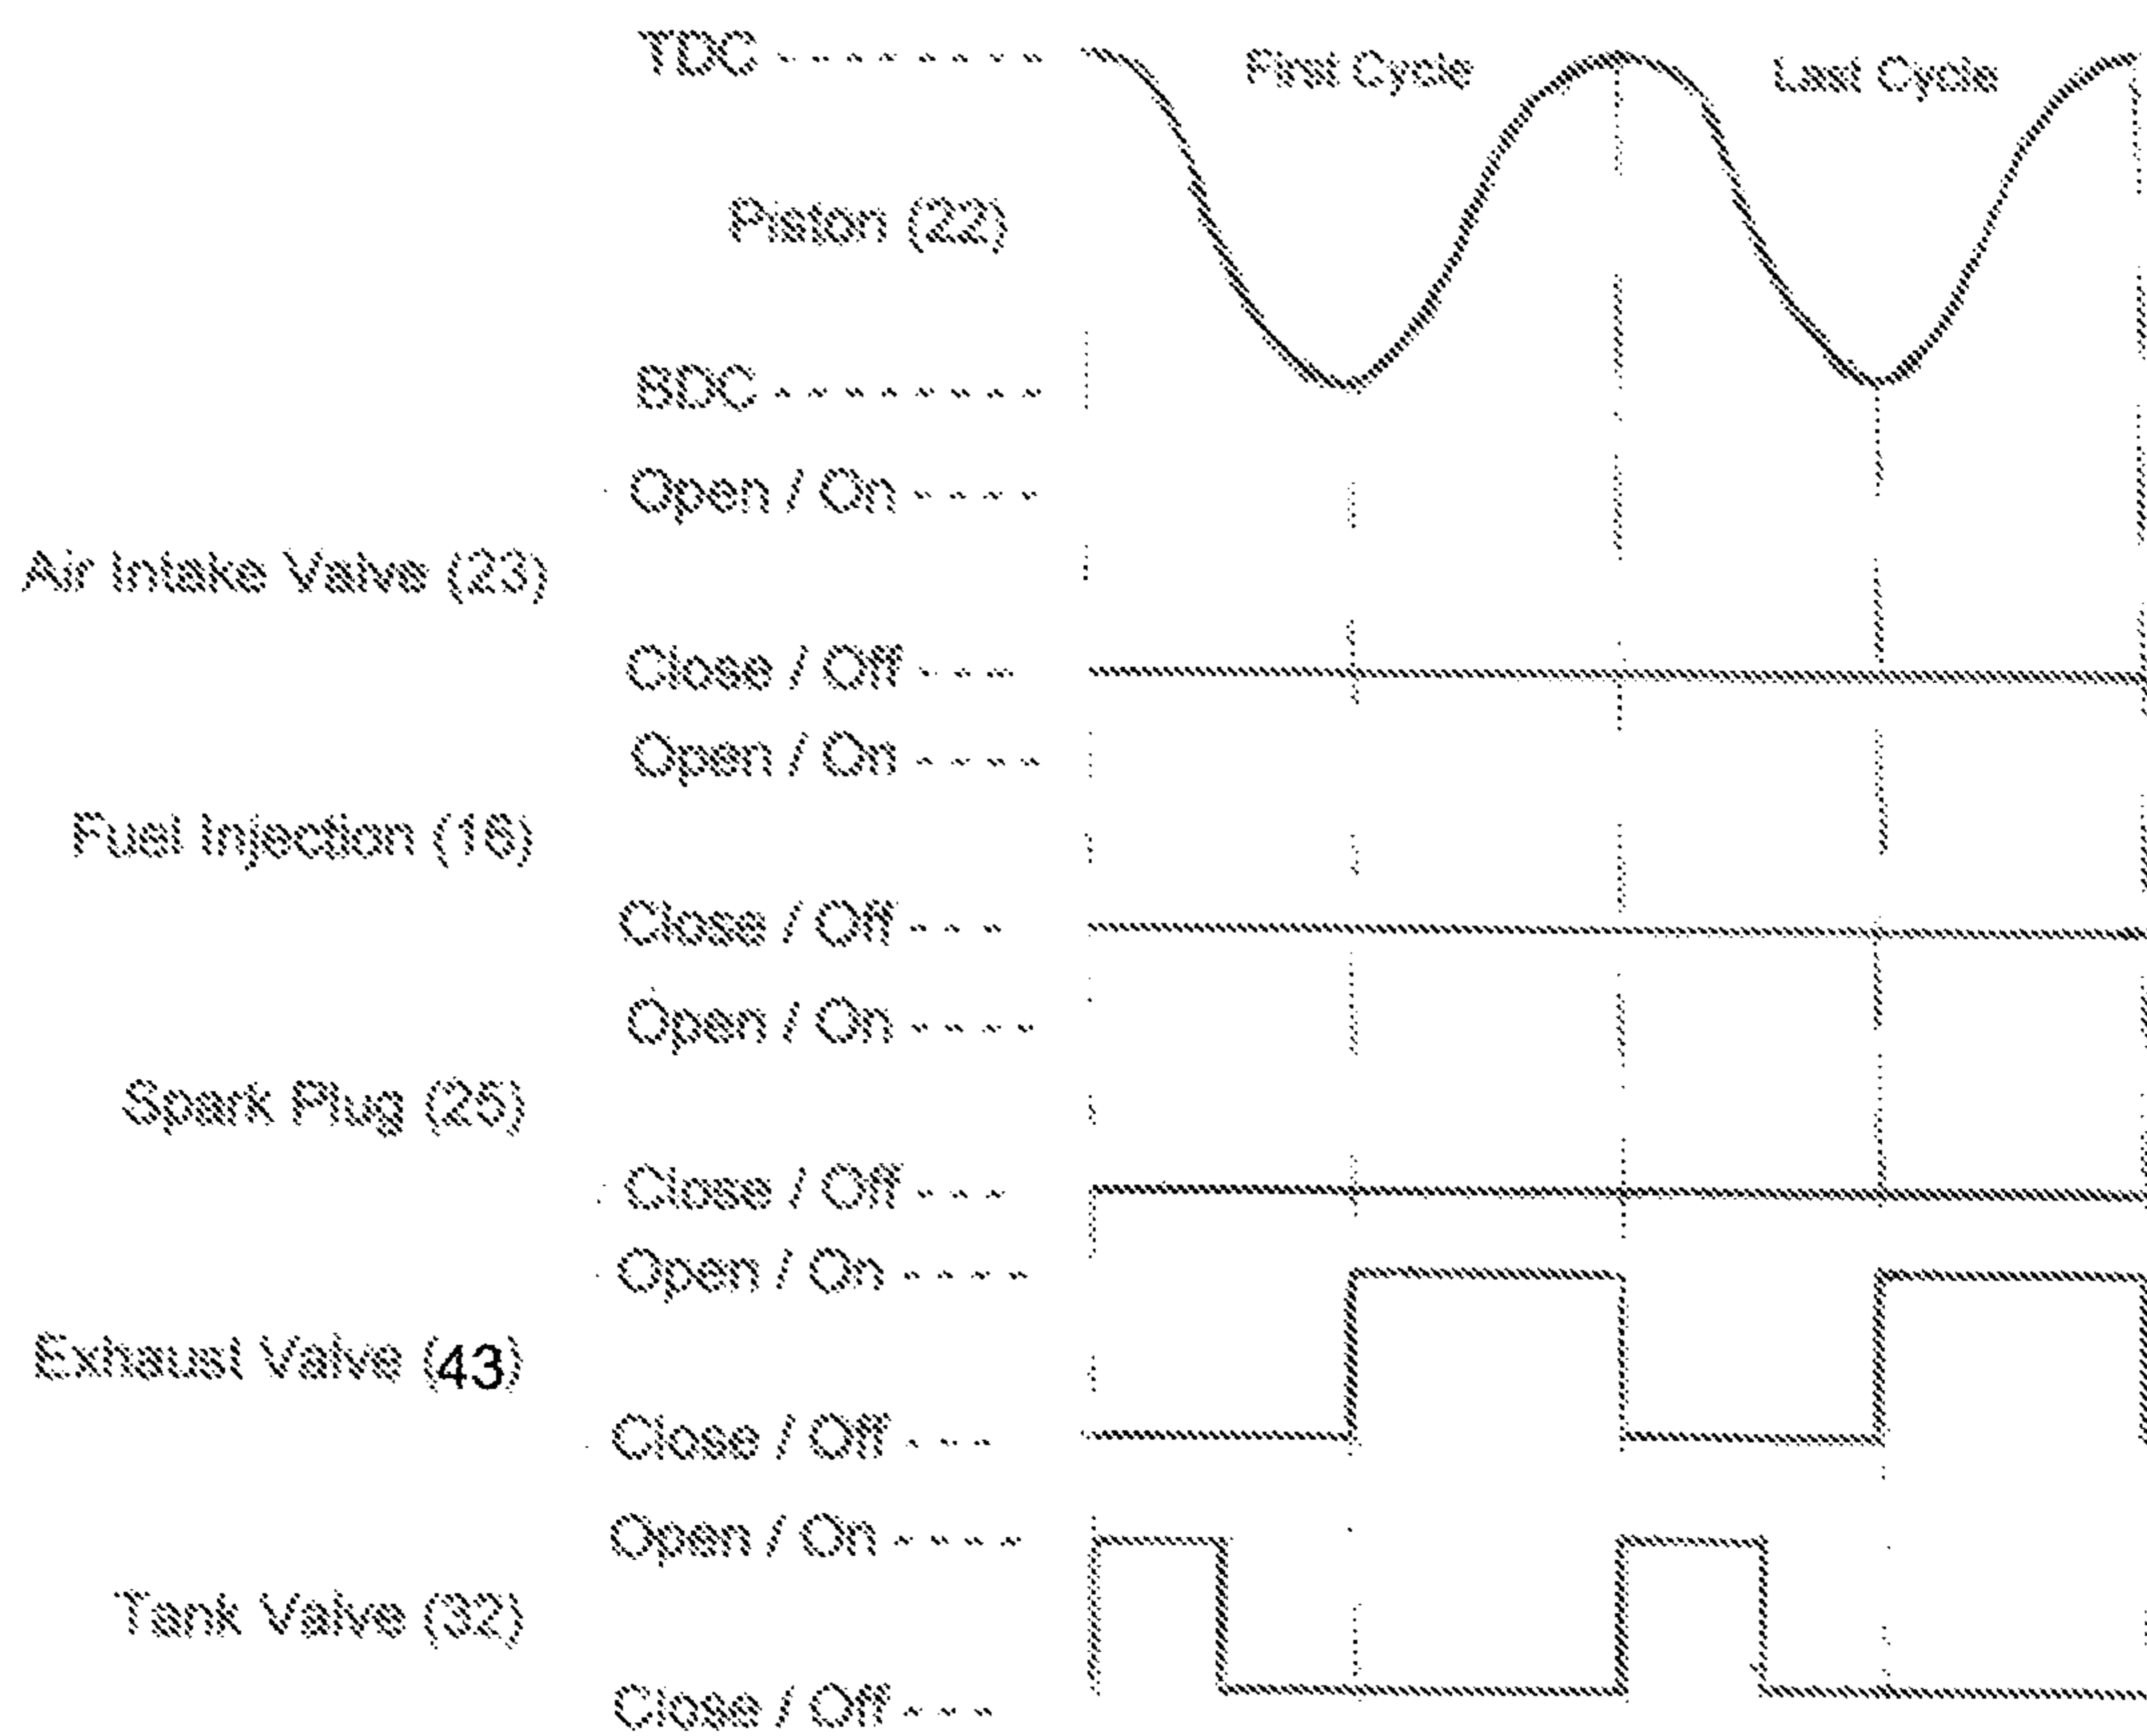 TDC
First Cycle
Last Cycle
Piston (22)
BDC
Open / On
Air Intake Valve (23)
Close / Off
Open / On
Fuel Injection (16)
Close / Off
Open / On
Spark Plug (25)
Close / Off
Open / On
Exhaust Valve (43)
Close / Off
Open / On
Tank Valve (32)
Close / Off